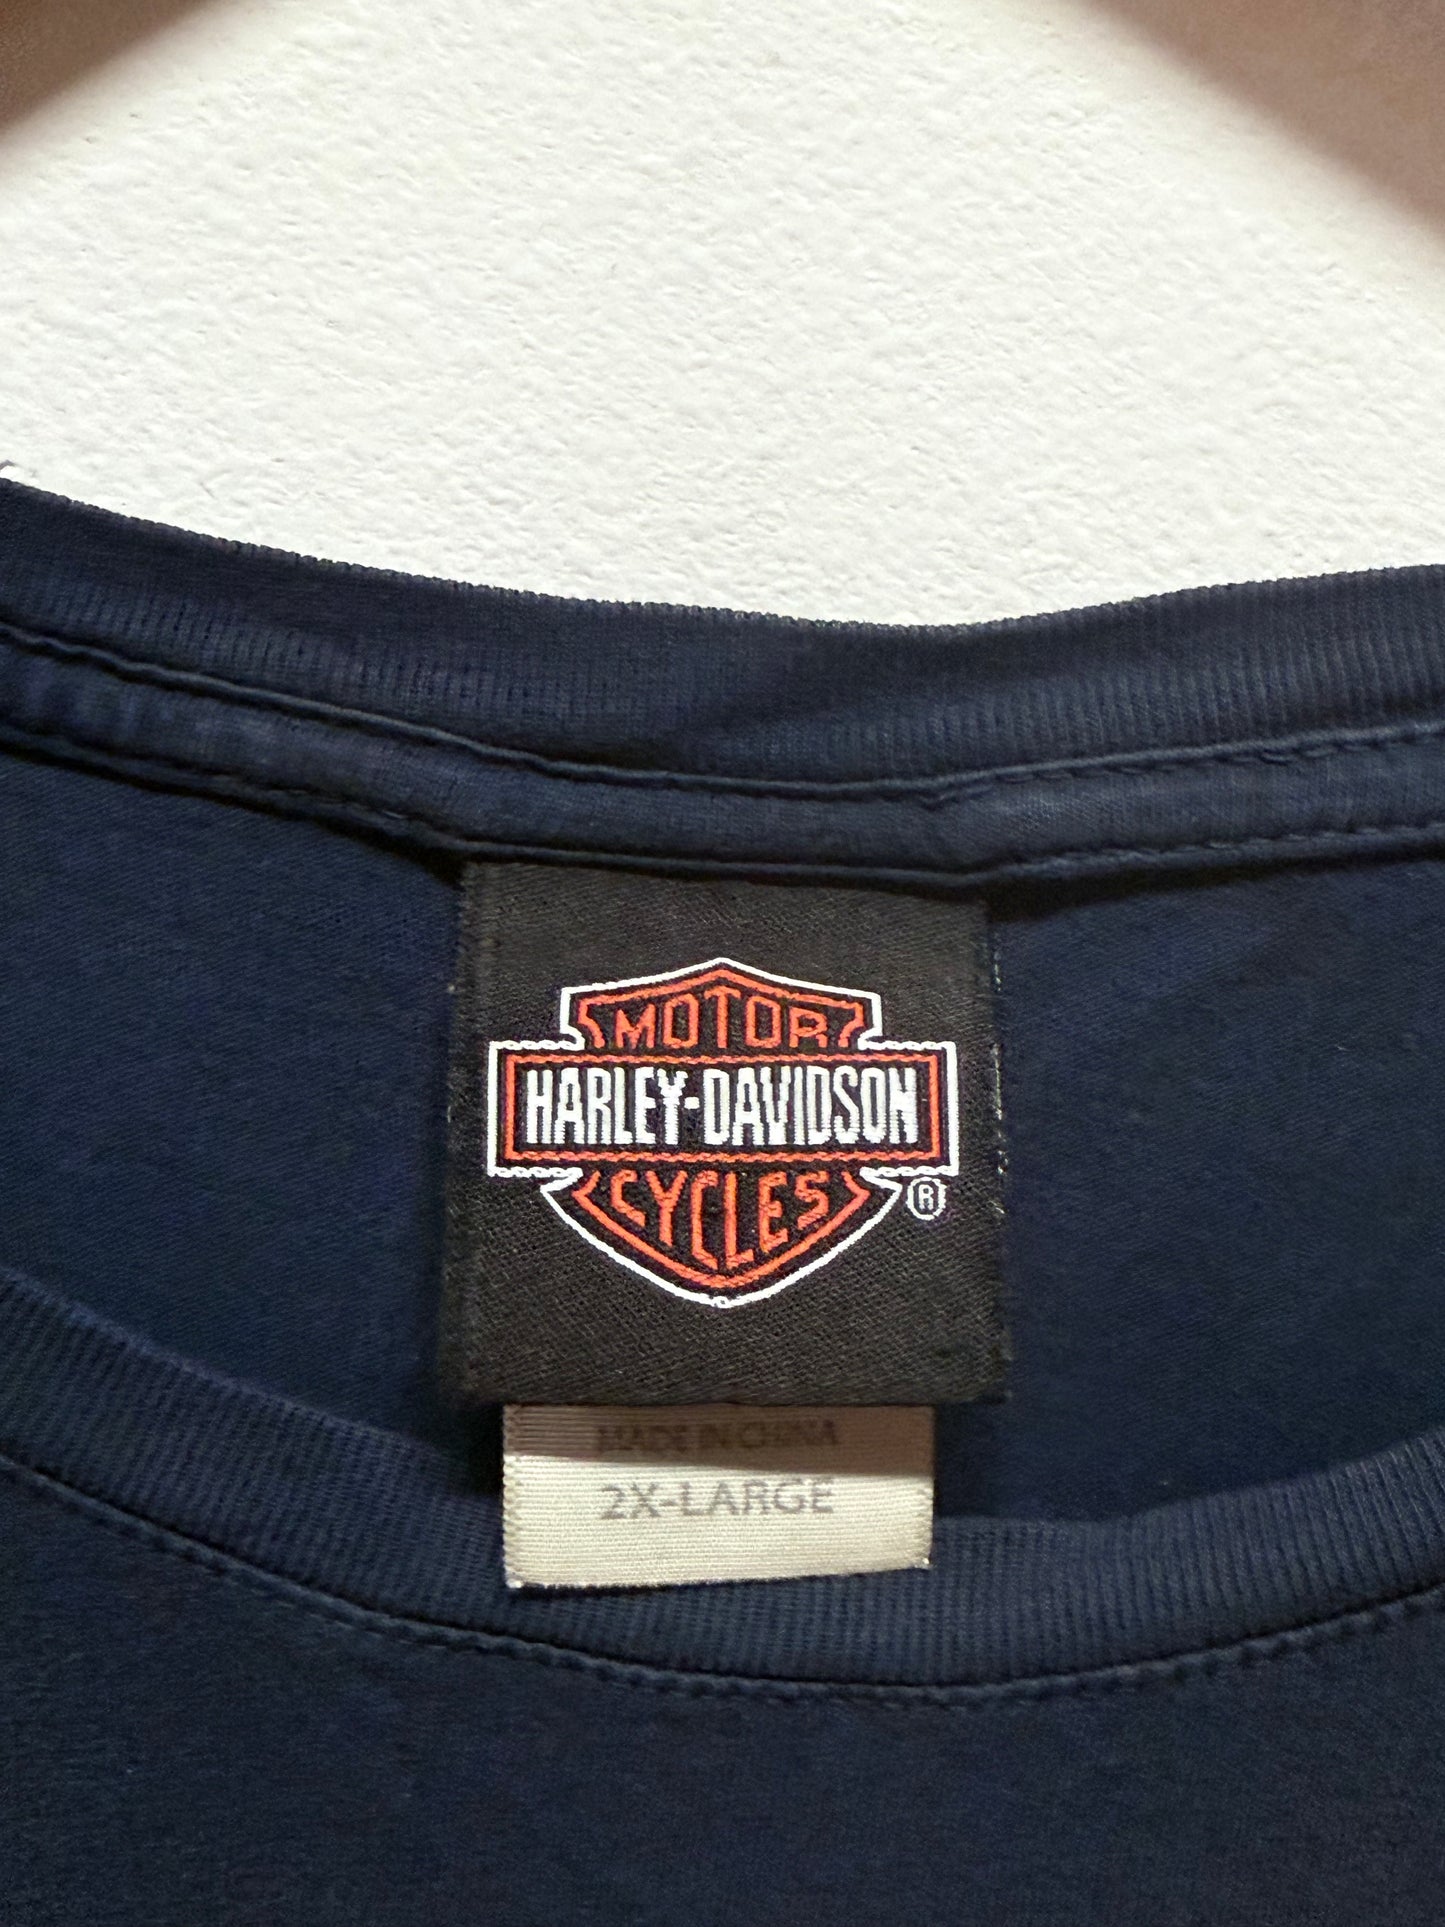 MOTOR
HARLEY-DAVIDSON
CYCLES
®
MADE IN CHINA
2X-LARGE